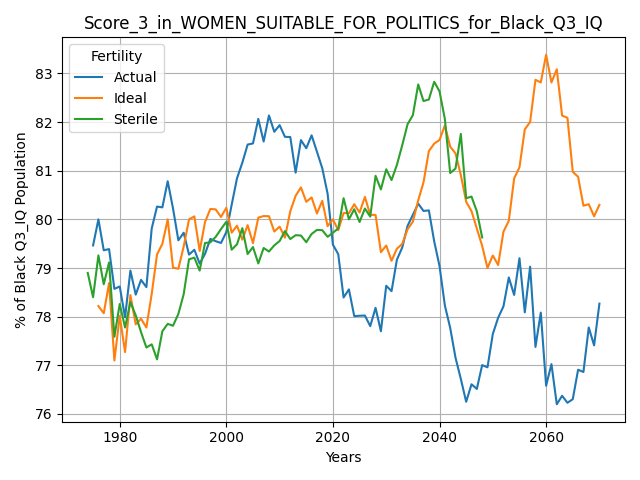 Score_3_in_WOMEN_SUITABLE_FOR_POLITICS_for_Black_Q3_IQ
Fertility
Actual
Ideal
Sterile
% of Black Q3_IQ Population
83
82
81
80
79
78
77
76
1980
2000
2020
2040
2060
Years